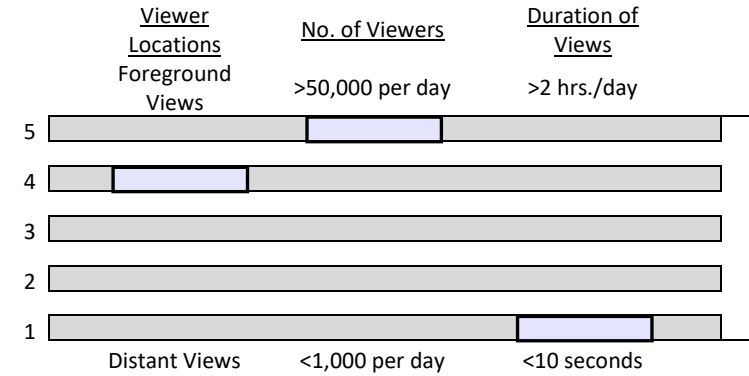 Viewer
Locations
Foreground
Views
No. of Viewers
>50,000 per day
Duration of
Views
>2 hrs./day
5
4
3
2
1
Distant Views
<1,000 per day
<10 seconds